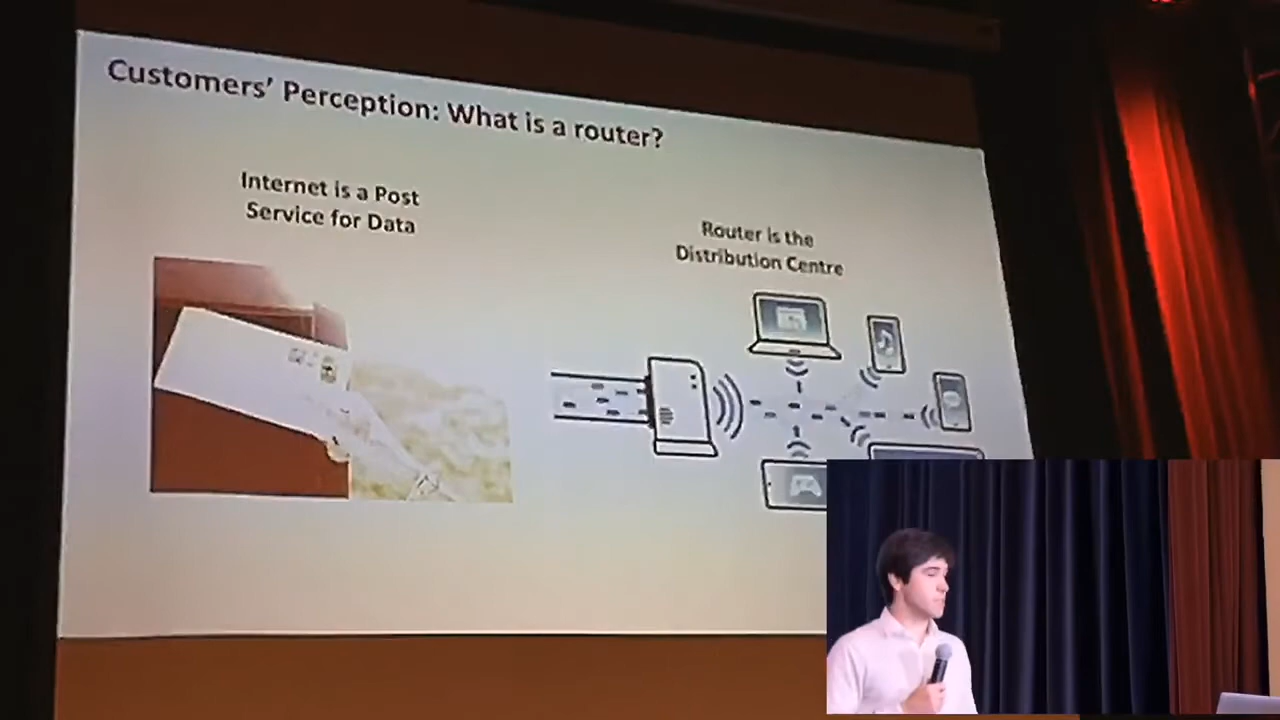 Customers' Perception: What is a router?
Internet is a Post
Service for Data
Router is the
Distribution Centre